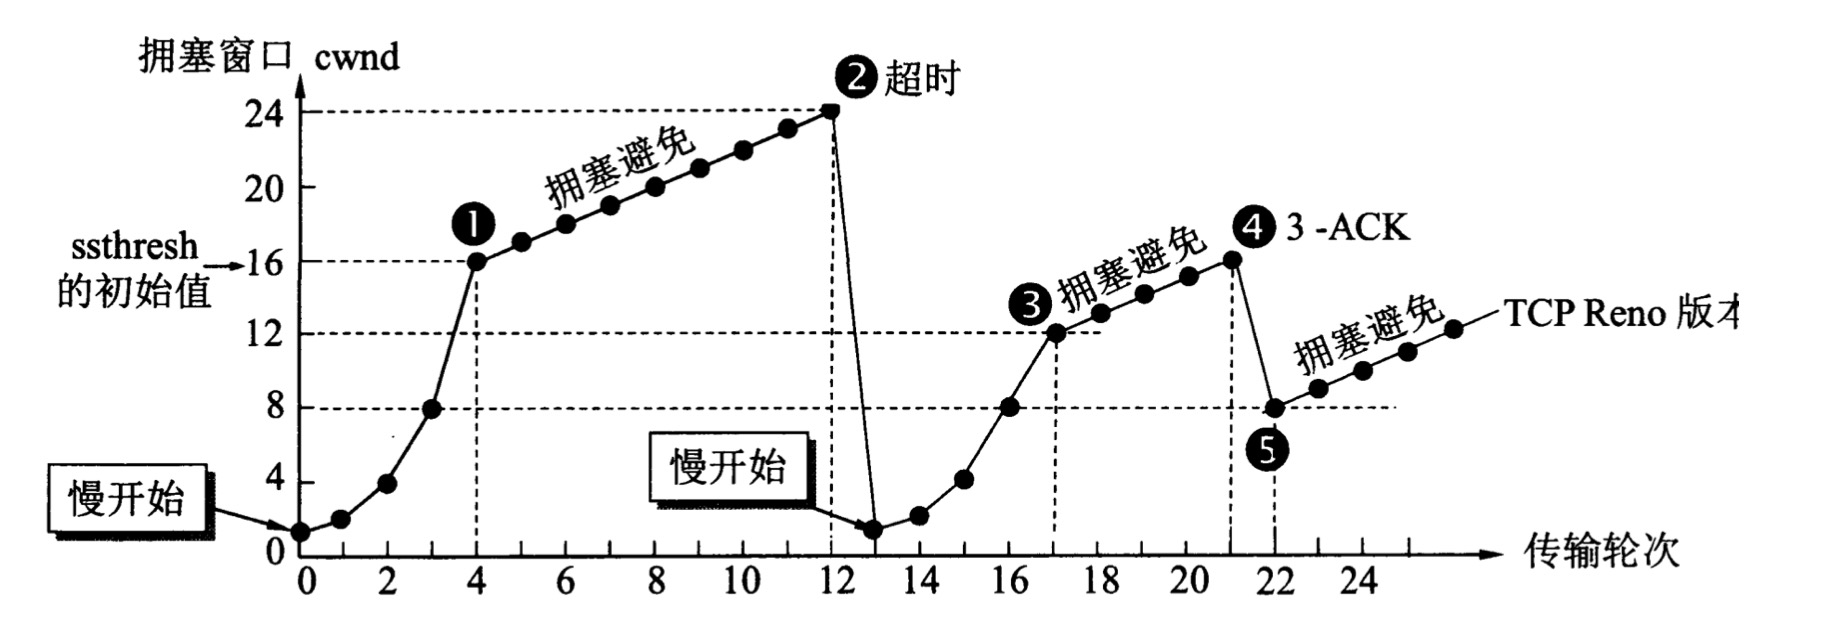 拥塞窗口 cwnd
❷超时
24
拥塞避免
20
❶
ssthresh
的初始值
16
❹ 3 -ACK
拥塞避免
❸
12
TCP Reno 版本
拥塞避免
8
❺
慢开始
慢开始
4
0
0 2 4 6 8 10 12 14 16 18 20 22 24
传输轮次